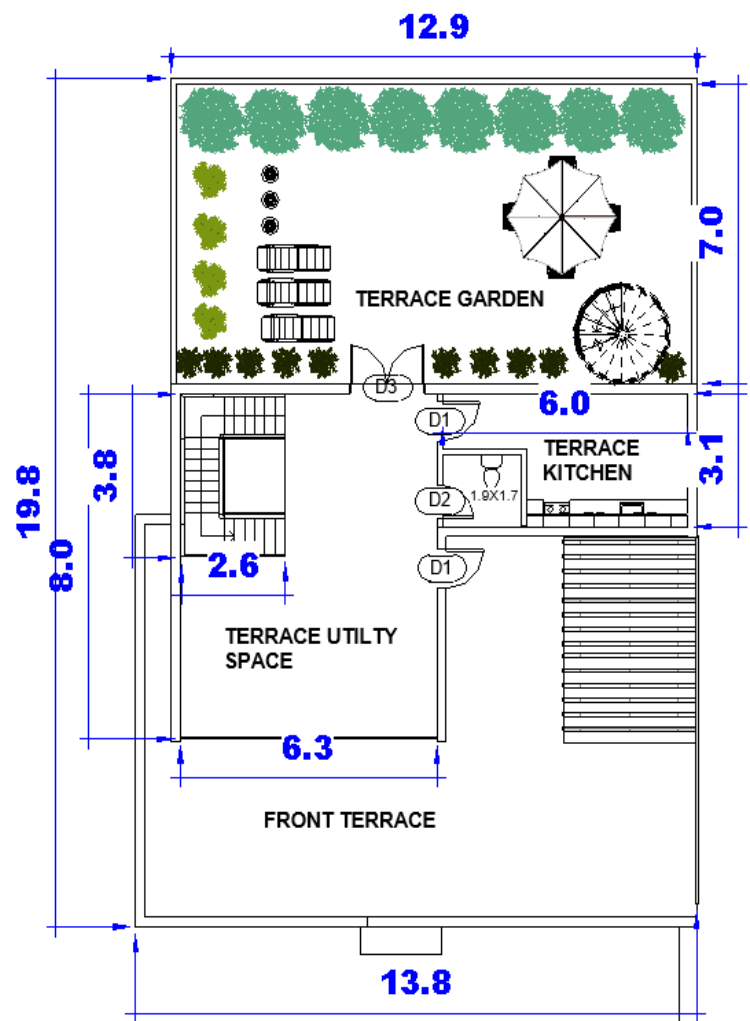 12.9
7.0
TERRACE GARDEN
D3
6.0
D1
TERRACE
KITCHEN
3.1
3.8
19.8
8.0
D2
1.9X1.7
2.6
D1
TERRACE UTILTY
SPACE
6.3
FRONT TERRACE
13.8